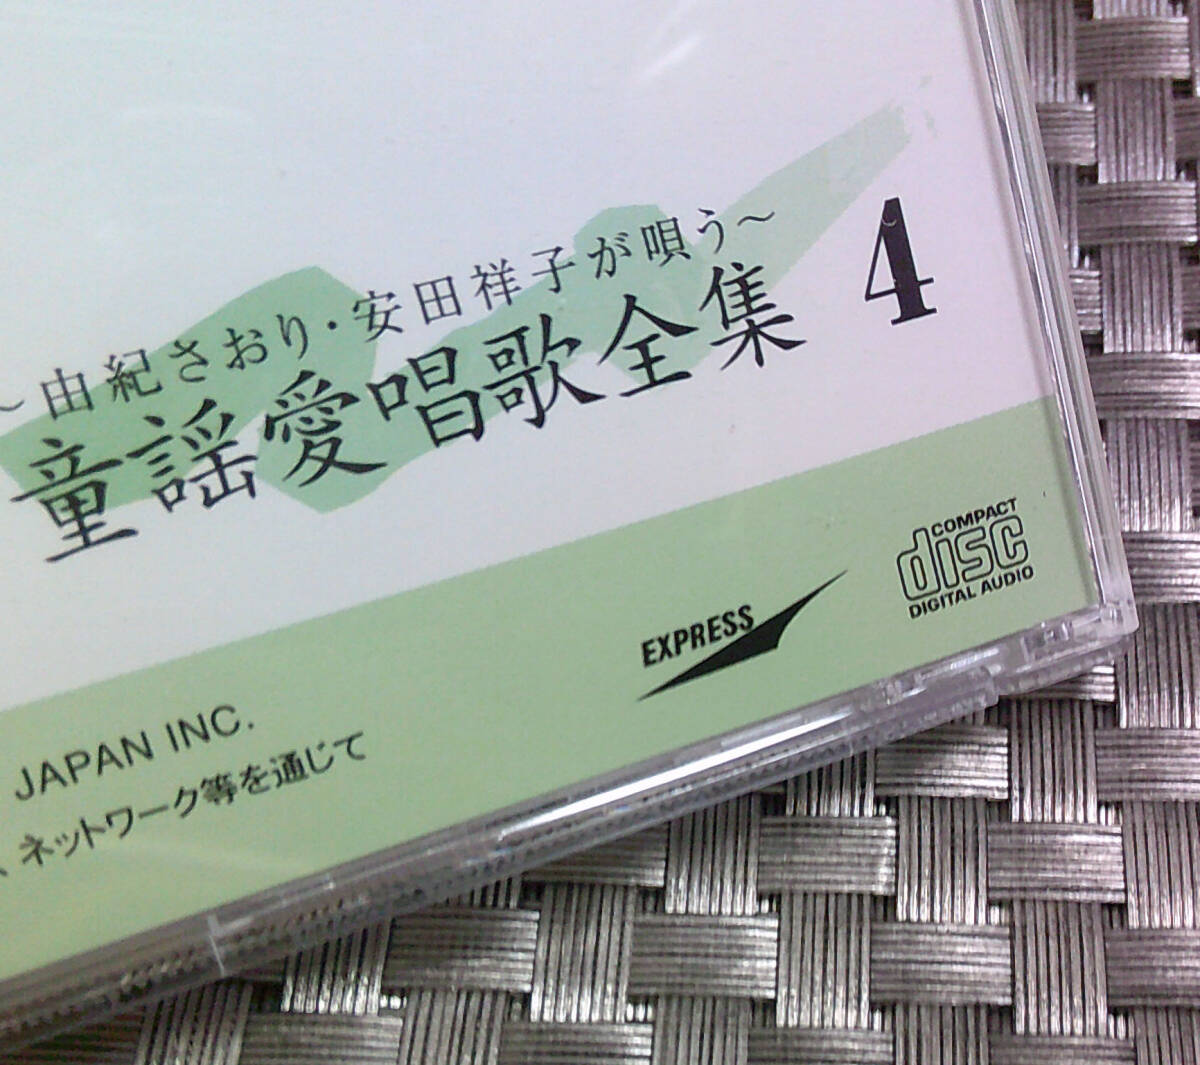 ～由紀さおり・安田祥子が唄う～
童謡愛唱歌全集 4
COMPACT
disc
DIGITAL AUDIO
EXPRESS
JAPAN INC.
、ネットワーク等を通じて